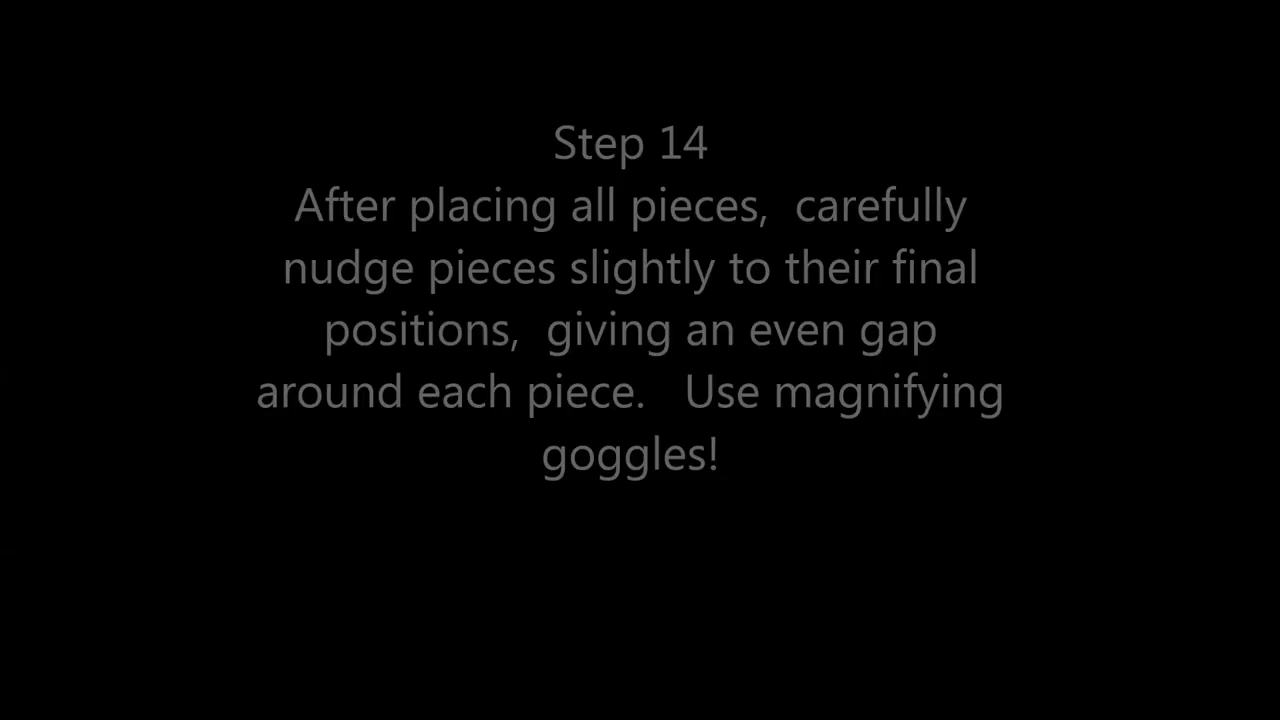 Step 14
After placing all pieces,  carefully
nudge pieces slightly to their final
positions,  giving an even gap
around each piece.   Use magnifying
goggles!